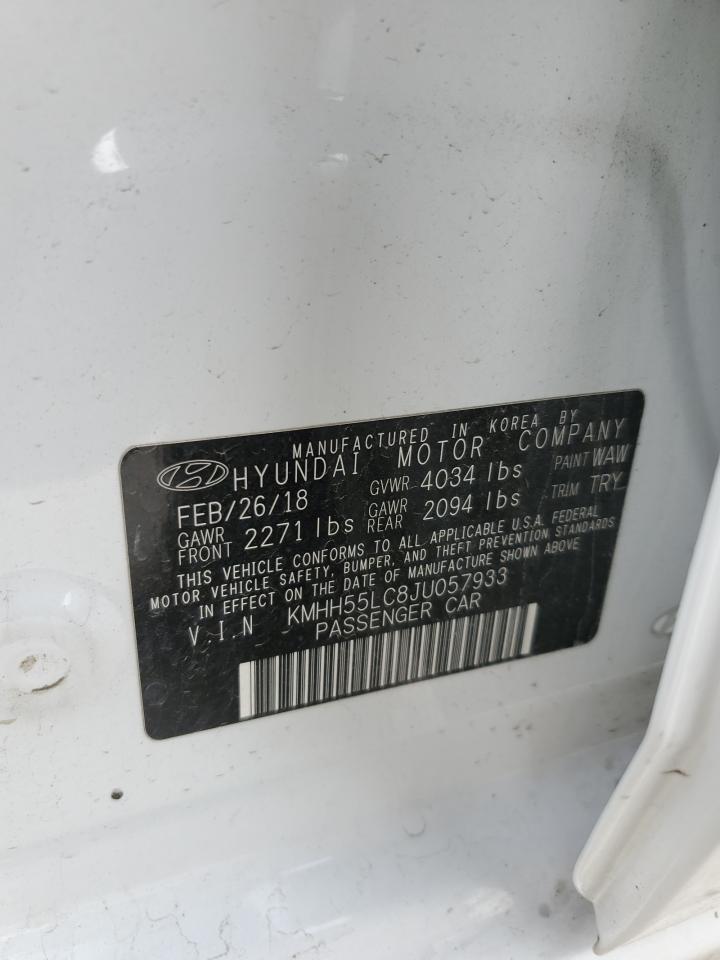 MANUFACTURED IN KOREA BY
HYUNDAI MOTOR COMPANY
FEB/26/18 GVWR 4034 lbs PAINT WAW
GAWR FRONT 2271 lbs GAWR REAR 2094 lbs TRIM TRY
THIS VEHICLE CONFORMS TO ALL APPLICABLE U.S.A. FEDERAL
MOTOR VEHICLE SAFETY, BUMPER, AND THEFT PREVENTION STANDARDS
IN EFFECT ON THE DATE OF MANUFACTURE SHOWN ABOVE
V.I.N KMHH55LC8JU057933
PASSENGER CAR